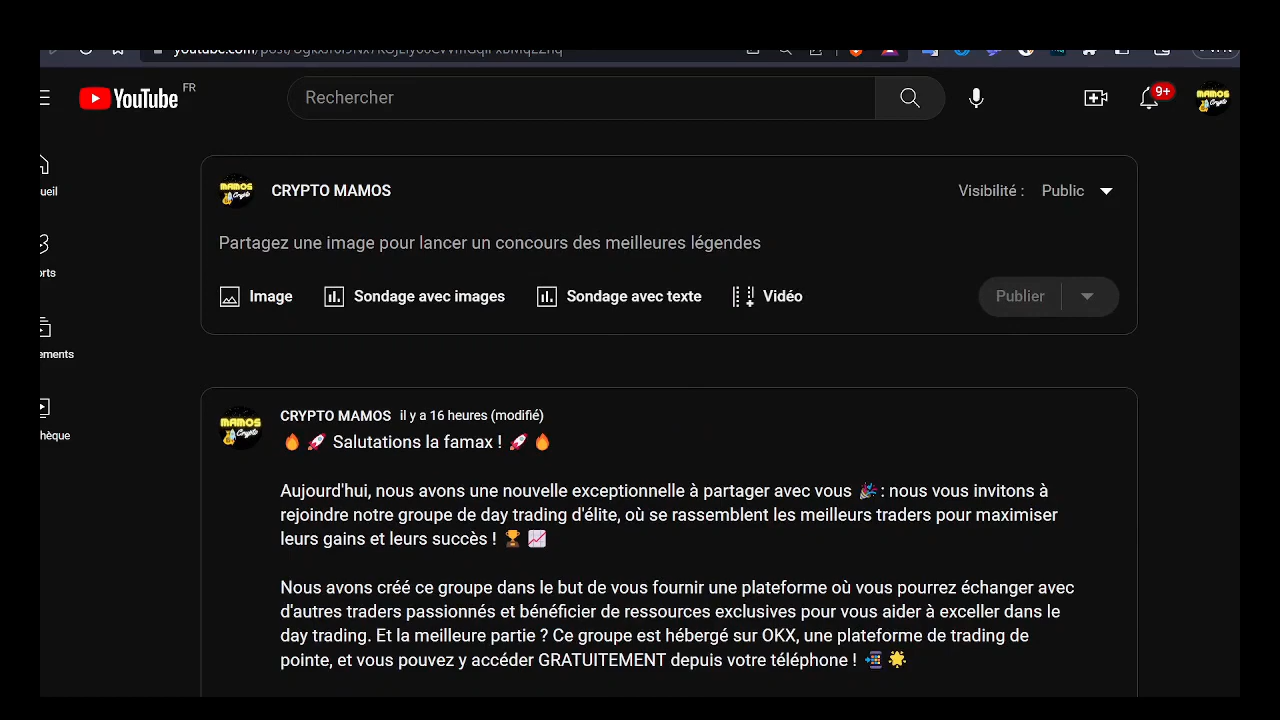 YouTube FR
Rechercher
9+
MAMOS
Crypto
ueil
orts
ements
hèque
MAMOS
Crypto
CRYPTO MAMOS
Visibilité : Public
Partagez une image pour lancer un concours des meilleures légendes
Image Sondage avec images Sondage avec texte Vidéo Publier
MAMOS
Crypto
CRYPTO MAMOS il y a 16 heures (modifié)
🔥 🚀 Salutations la famax ! 🚀 🔥
Aujourd'hui, nous avons une nouvelle exceptionnelle à partager avec vous 🎉 : nous vous invitons à
rejoindre notre groupe de day trading d'élite, où se rassemblent les meilleurs traders pour maximiser
leurs gains et leurs succès ! 🏆 📈
Nous avons créé ce groupe dans le but de vous fournir une plateforme où vous pourrez échanger avec
d'autres traders passionnés et bénéficier de ressources exclusives pour vous aider à exceller dans le
day trading. Et la meilleure partie ? Ce groupe est hébergé sur OKX, une plateforme de trading de
pointe, et vous pouvez y accéder GRATUITEMENT depuis votre téléphone ! 📲 🌟